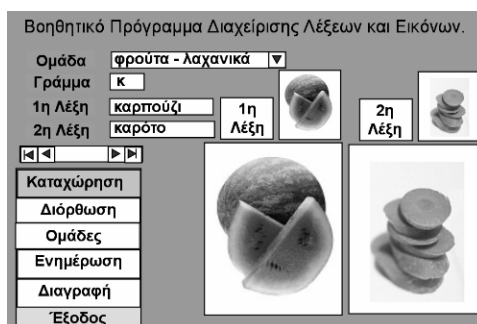 Βοηθητικό Πρόγραμμα Διαχείρισης Λέξεων και Εικόνων.
Ομάδα φρούτα - λαχανικά
Γράμμα κ
1η Λέξη καρπούζι
2η Λέξη καρότο
1η Λέξη
2η Λέξη
Καταχώρηση
Διόρθωση
Ομάδες
Ενημέρωση
Διαγραφή
Έξοδος